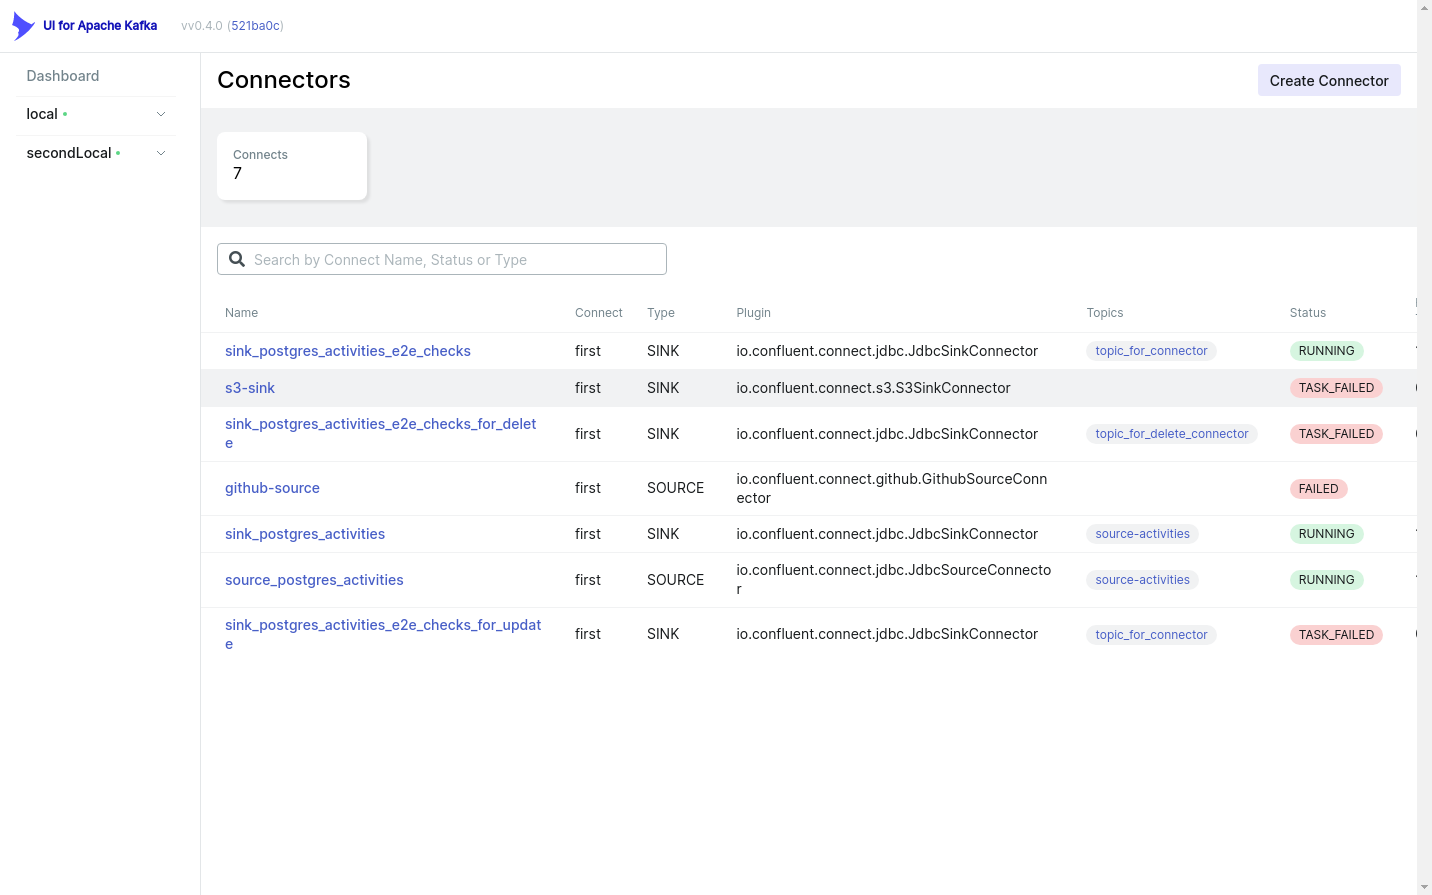 UI for Apache Kafka vv0.4.0 (521ba0c)
Dashboard
local
secondLocal
Connectors
Create Connector
Connects
7
Search by Connect Name, Status or Type
Name Connect Type Plugin Topics Status
sink_postgres_activities_e2e_checks first SINK io.confluent.connect.jdbc.JdbcSinkConnector topic_for_connector RUNNING
s3-sink first SINK io.confluent.connect.s3.S3SinkConnector TASK_FAILED
sink_postgres_activities_e2e_checks_for_delet
e
first SINK io.confluent.connect.jdbc.JdbcSinkConnector topic_for_delete_connector TASK_FAILED
github-source first SOURCE io.confluent.connect.github.GithubSourceConn
ector
FAILED
sink_postgres_activities first SINK io.confluent.connect.jdbc.JdbcSinkConnector source-activities RUNNING
source_postgres_activities first SOURCE io.confluent.connect.jdbc.JdbcSourceConnecto
r
source-activities RUNNING
sink_postgres_activities_e2e_checks_for_updat
e
first SINK io.confluent.connect.jdbc.JdbcSinkConnector topic_for_connector TASK_FAILED